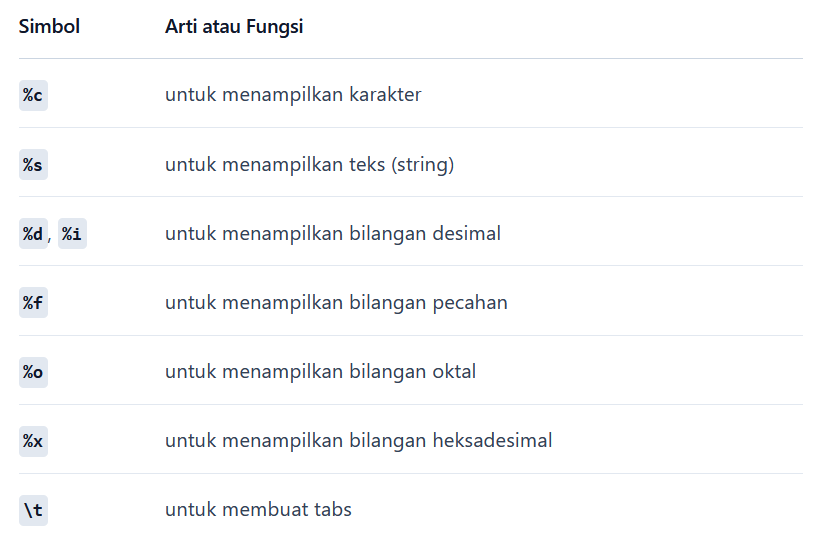 Simbol Arti atau Fungsi
%c untuk menampilkan karakter
%s untuk menampilkan teks (string)
%d, %i untuk menampilkan bilangan desimal
%f untuk menampilkan bilangan pecahan
%o untuk menampilkan bilangan oktal
%x untuk menampilkan bilangan heksadesimal
\t untuk membuat tabs